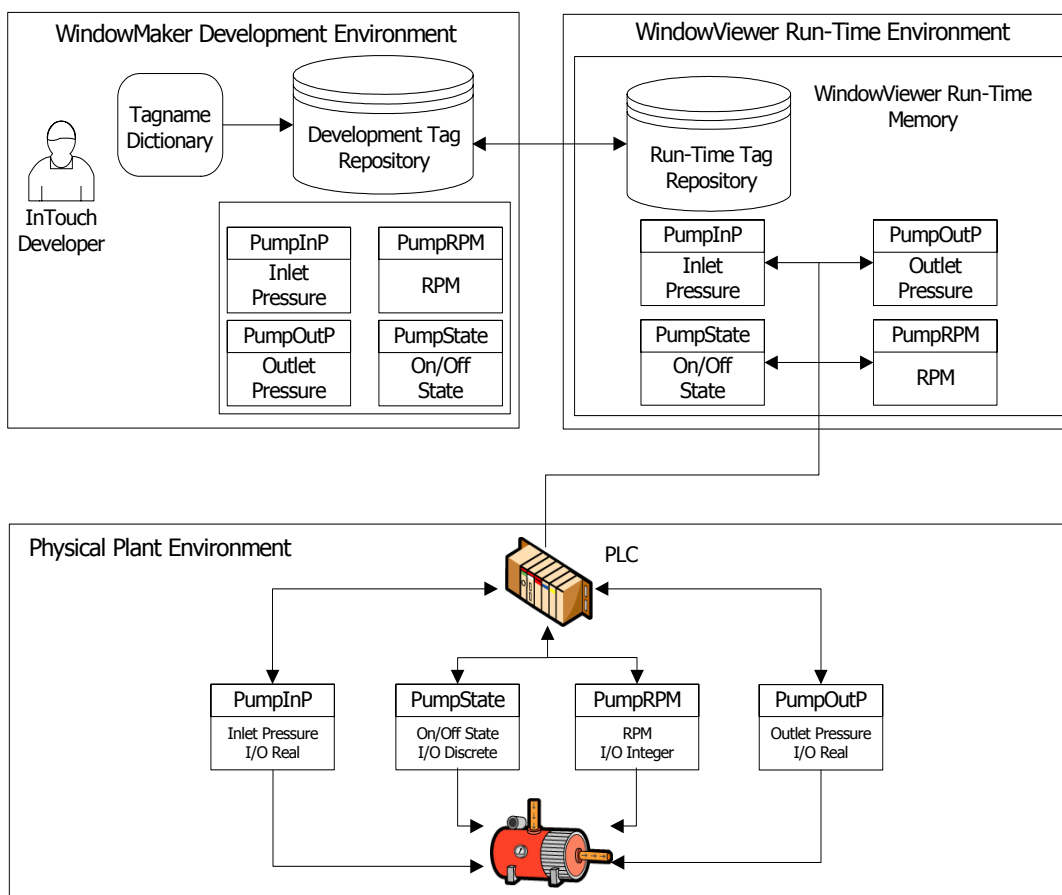 WindowMaker Development Environment
Tagname
Dictionary
Development Tag
Repository
InTouch
Developer
PumpInP
Inlet
Pressure
PumpRPM
RPM
PumpOutP
Outlet
Pressure
PumpState
On/Off
State
WindowViewer Run-Time Environment
WindowViewer Run-Time
Memory
Run-Time Tag
Repository
PumpInP
Inlet
Pressure
PumpOutP
Outlet
Pressure
PumpState
On/Off
State
PumpRPM
RPM
Physical Plant Environment
PLC
PumpInP
Inlet Pressure
I/O Real
PumpState
On/Off State
I/O Discrete
PumpRPM
RPM
I/O Integer
PumpOutP
Outlet Pressure
I/O Real